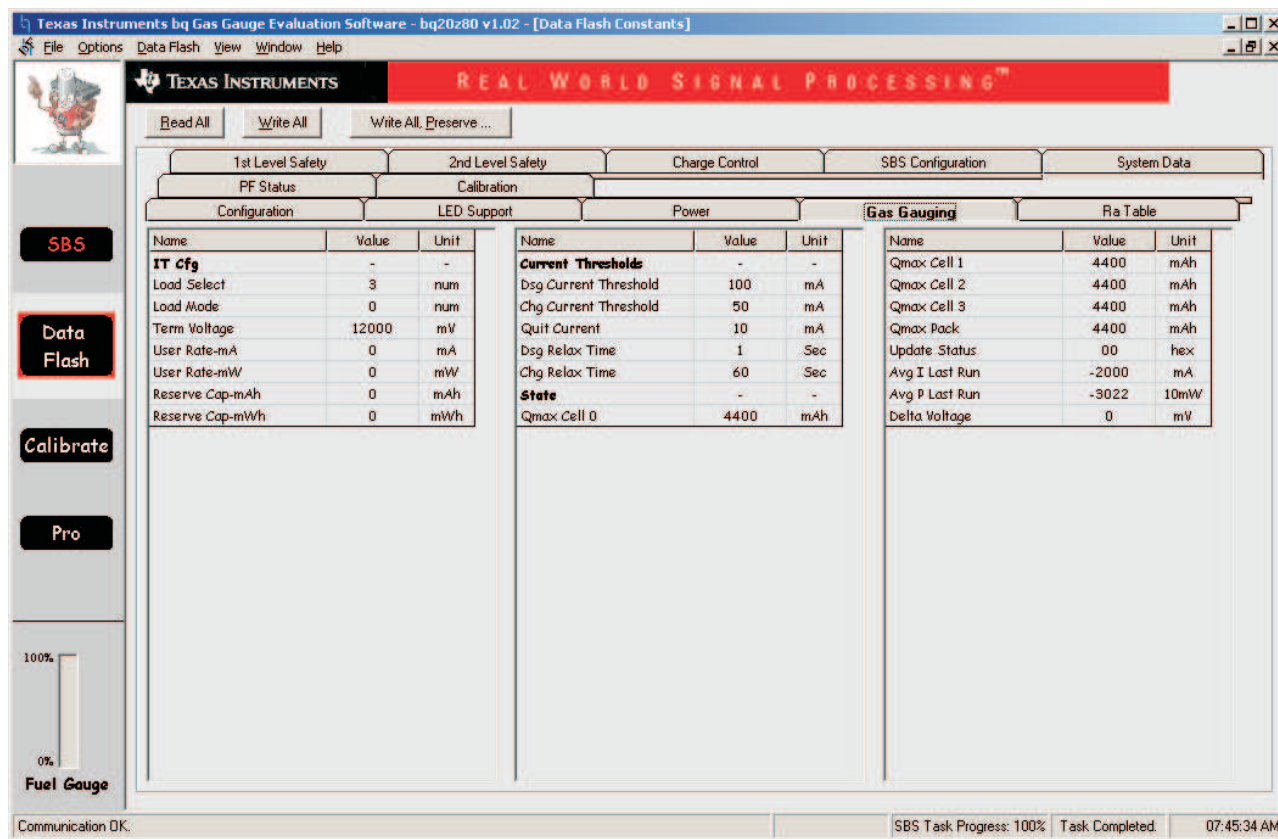 Texas Instruments bq Gas Gauge Evaluation Software - bq20z80 v1.02 - [Data Flash Constants]
File Options Data Flash View Window Help
TEXAS INSTRUMENTS REAL WORLD SIGNAL PROCESSING™
Read All Write All Write All, Preserve ...
1st Level Safety 2nd Level Safety Charge Control SBS Configuration System Data
PF Status Calibration
Configuration LED Support Power Gas Gauging Ra Table
SBS
Data
Flash
Calibrate
Pro
100%
0%
Fuel Gauge
Name Value Unit
IT Cfg - -
Load Select 3 num
Load Mode 0 num
Term Voltage 12000 mV
User Rate-mA 0 mA
User Rate-mW 0 mW
Reserve Cap-mAh 0 mAh
Reserve Cap-mWh 0 mWh
Name Value Unit
Current Thresholds - -
Dsg Current Threshold 100 mA
Chg Current Threshold 50 mA
Quit Current 10 mA
Dsg Relax Time 1 Sec
Chg Relax Time 60 Sec
State - -
Qmax Cell 0 4400 mAh
Name Value Unit
Qmax Cell 1 4400 mAh
Qmax Cell 2 4400 mAh
Qmax Cell 3 4400 mAh
Qmax Pack 4400 mAh
Update Status 00 hex
Avg I Last Run -2000 mA
Avg P Last Run -3022 10mW
Delta Voltage 0 mV
Communication OK. SBS Task Progress: 100% Task Completed. 07:45:34 AM